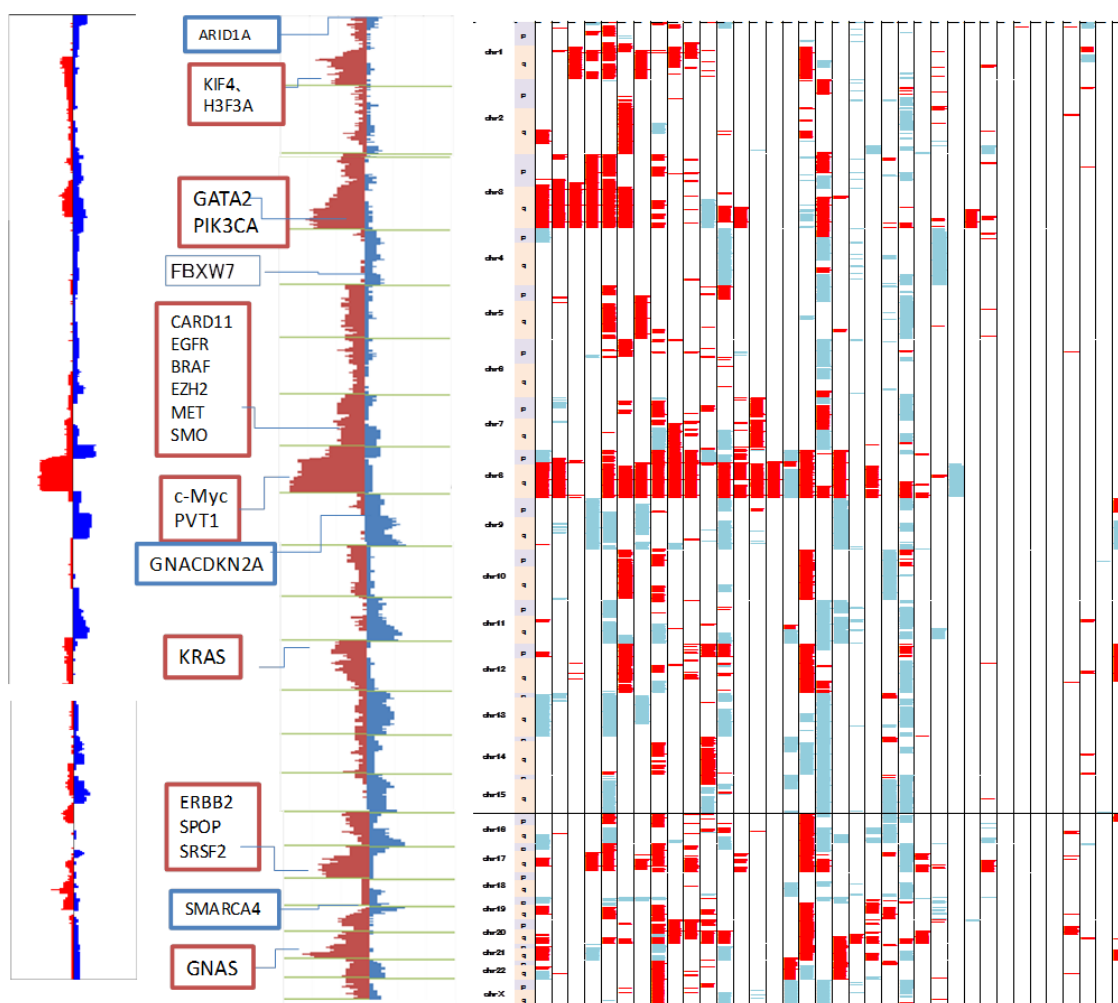 ARID1A
KIF4、
H3F3A
GATA2
PIK3CA
FBXW7
CARD11
EGFR
BRAF
EZH2
MET
SMO
c-Myc
PVT1
GNACDKN2A
KRAS
ERBB2
SPOP
SRSF2
SMARCA4
GNAS
p
chr1
q
p
chr2
q
p
chr3
q
p
chr4
q
p
chr5
q
p
chr6
q
p
chr7
q
p
chr8
q
p
chr9
q
p
chr10
q
p
chr11
q
p
chr12
q
chr13
q
chr14
q
chr15
q
p
chr16
q
chr17
q
p
chr18
q
chr19
q
p
chr20
q
chr21
q
chr22
q
p
chrX
q